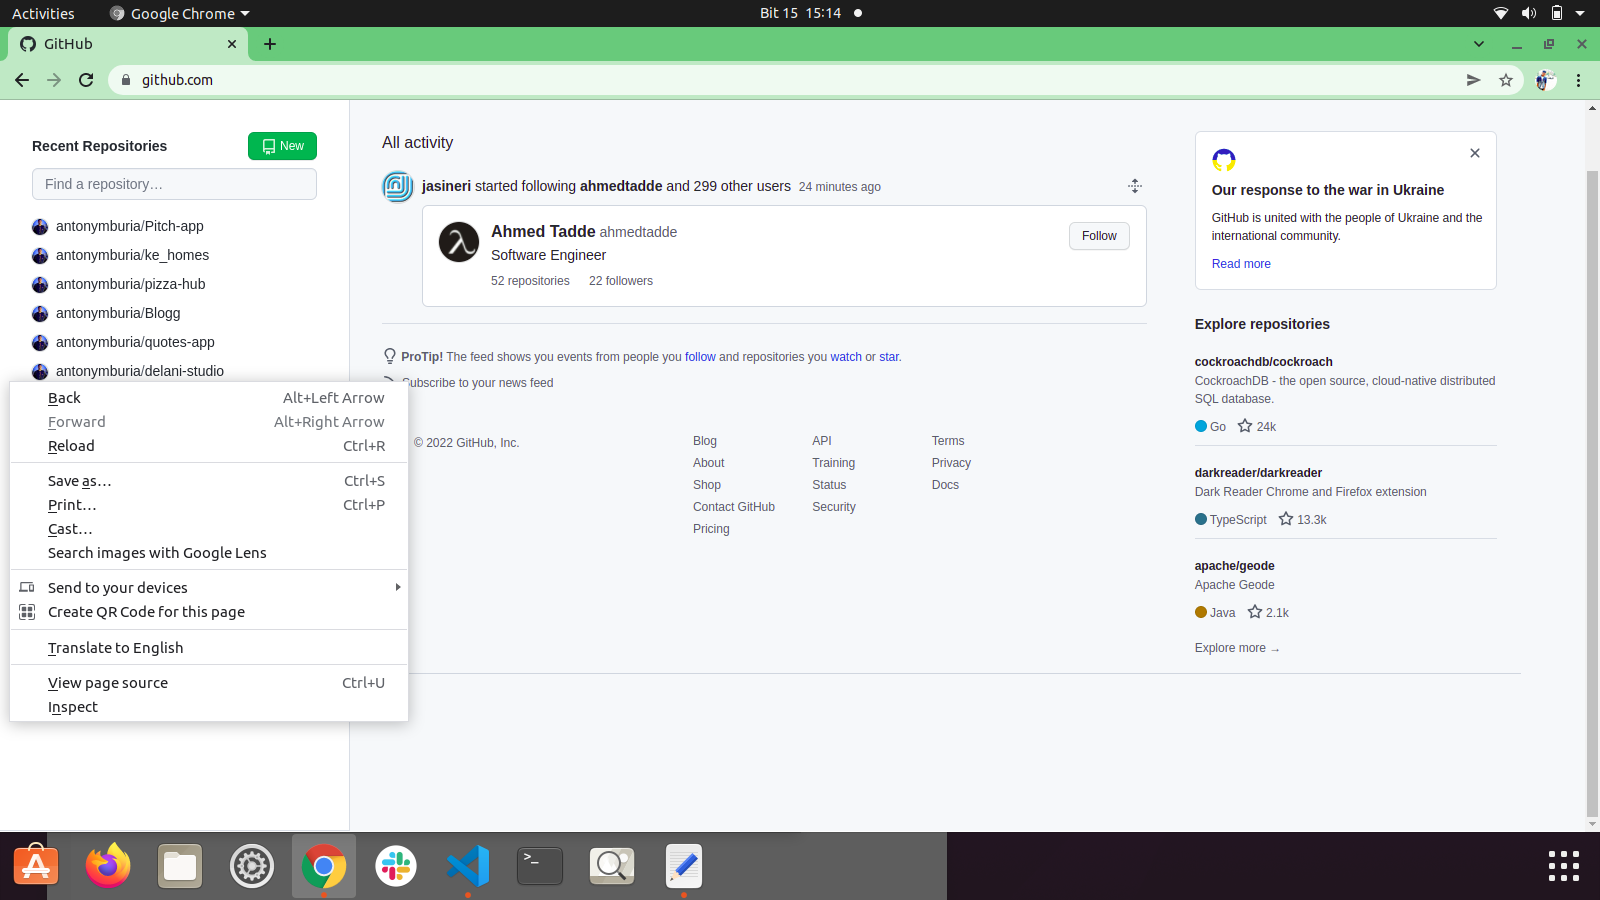 Activities
Google Chrome
Bit 15 15:14
GitHub
github.com
Recent Repositories
New
Find a repository…
antonymburia/Pitch-app
antonymburia/ke_homes
antonymburia/pizza-hub
antonymburia/Blogg
antonymburia/quotes-app
antonymburia/delani-studio
Back Alt+Left Arrow
Forward Alt+Right Arrow
Reload Ctrl+R
Save as… Ctrl+S
Print… Ctrl+P
Cast…
Search images with Google Lens
Send to your devices
Create QR Code for this page
Translate to English
View page source Ctrl+U
Inspect
All activity
jasineri started following ahmedtadde and 299 other users 24 minutes ago
Ahmed Tadde ahmedtadde
Follow
Software Engineer
52 repositories 22 followers
ProTip! The feed shows you events from people you follow and repositories you watch or star.
Subscribe to your news feed
© 2022 GitHub, Inc.
Blog
About
Shop
Contact GitHub
Pricing
API
Training
Status
Security
Terms
Privacy
Docs
Our response to the war in Ukraine
GitHub is united with the people of Ukraine and the
international community.
Read more
Explore repositories
cockroachdb/cockroach
CockroachDB - the open source, cloud-native distributed
SQL database.
Go 24k
darkreader/darkreader
Dark Reader Chrome and Firefox extension
TypeScript 13.3k
apache/geode
Apache Geode
Java 2.1k
Explore more →